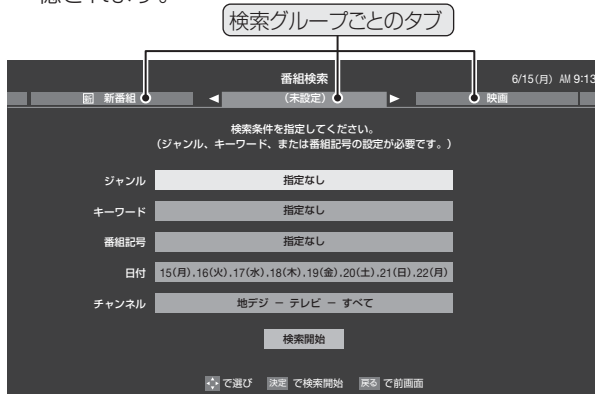 憶されます。
検索グループごとのタブ
番組検索 6/15(月) AM 9:13
新 新番組 ◀ (未設定) ▶ 映画
検索条件を指定してください。
(ジャンル、キーワード、または番組記号の設定が必要です。)
ジャンル 指定なし
キーワード 指定なし
番組記号 指定なし
日付 15(月).16(火).17(水).18(木).19(金).20(土).21(日).22(月)
チャンネル 地デジ － テレビ － すべて
検索開始
で選び 決定 で検索開始 戻る で前画面